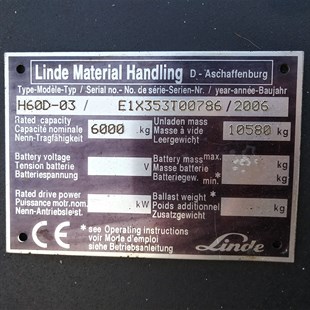 Linde Material Handling D - Aschaffenburg
Type-Modèle-Typ / Serial no.- No. de série-Serien-Nr. / year-année-Baujahr
H60D-03 / E1X353T00786 / 2006
Rated capacity
Capacité nominale 6000 kg
Nenn-Tragfähigkeit
Unladen mass
Masse à vide 10580 kg
Leergewicht
Battery voltage
Tension batterie V
Batteriespannung
Battery mass max. kg
Masse batterie
Batteriegew. min.* kg
Rated drive power
Puissance motr.nom. kW
Nenn-Antriebsleist.
Ballast weight *
Poids additionnel kg
Zusatzgewicht
CE * see Operating instructions
voir Mode d'emploi
siehe Betriebsanleitung
Linde